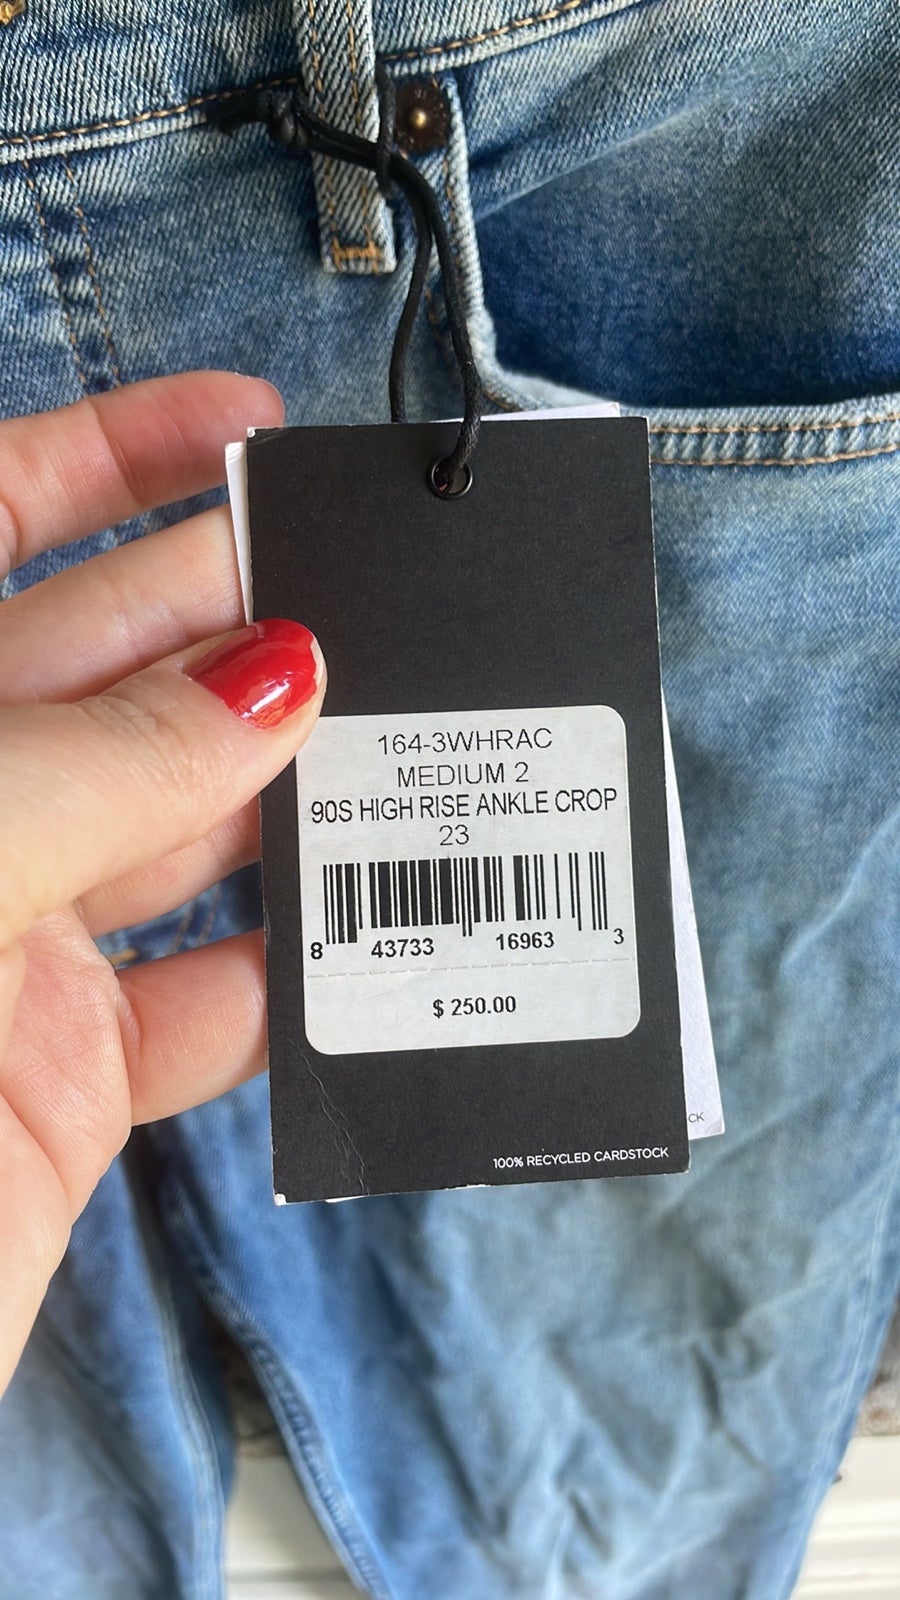 164-3WHRAC
MEDIUM 2
90S HIGH RISE ANKLE CROP
23
8 43733 16963 3
$ 250.00
CK
100% RECYCLED CARDSTOCK